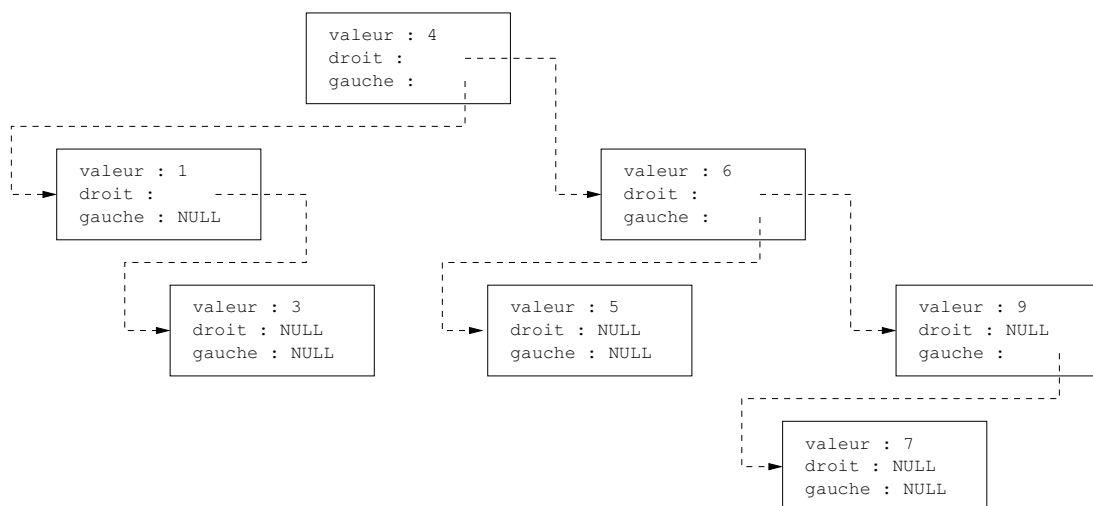 valeur : 4
droit :
gauche :
valeur : 1
droit :
gauche : NULL
valeur : 6
droit :
gauche :
valeur : 3
droit : NULL
gauche : NULL
valeur : 5
droit : NULL
gauche : NULL
valeur : 9
droit : NULL
gauche :
valeur : 7
droit : NULL
gauche : NULL